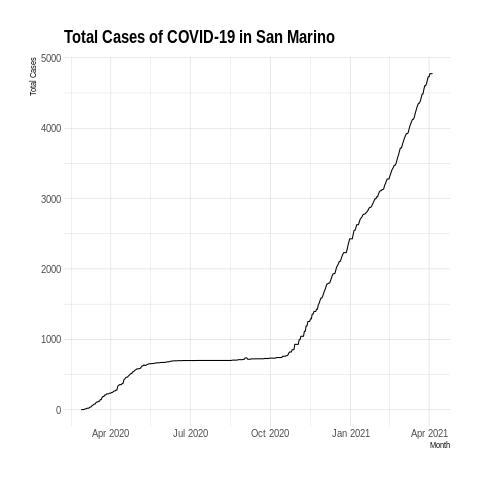 Total Cases of COVID-19 in San Marino
Total Cases
5000
4000
3000
2000
1000
0
Apr 2020 Jul 2020 Oct 2020 Jan 2021 Apr 2021
Month